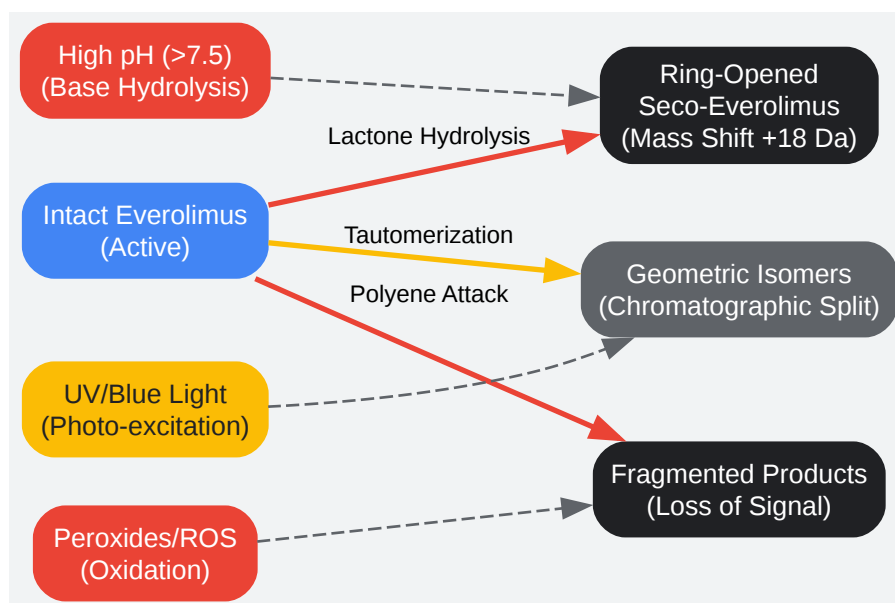 High pH (>7.5)
(Base Hydrolysis)
Ring-Opened
Seco-Everolimus
(Mass Shift +18 Da)
Lactone Hydrolysis
Intact Everolimus
(Active)
Tautomerization
Polyene Attack
Geometric Isomers
(Chromatographic Split)
UV/Blue Light
(Photo-excitation)
Fragmented Products
(Loss of Signal)
Peroxides/ROS
(Oxidation)